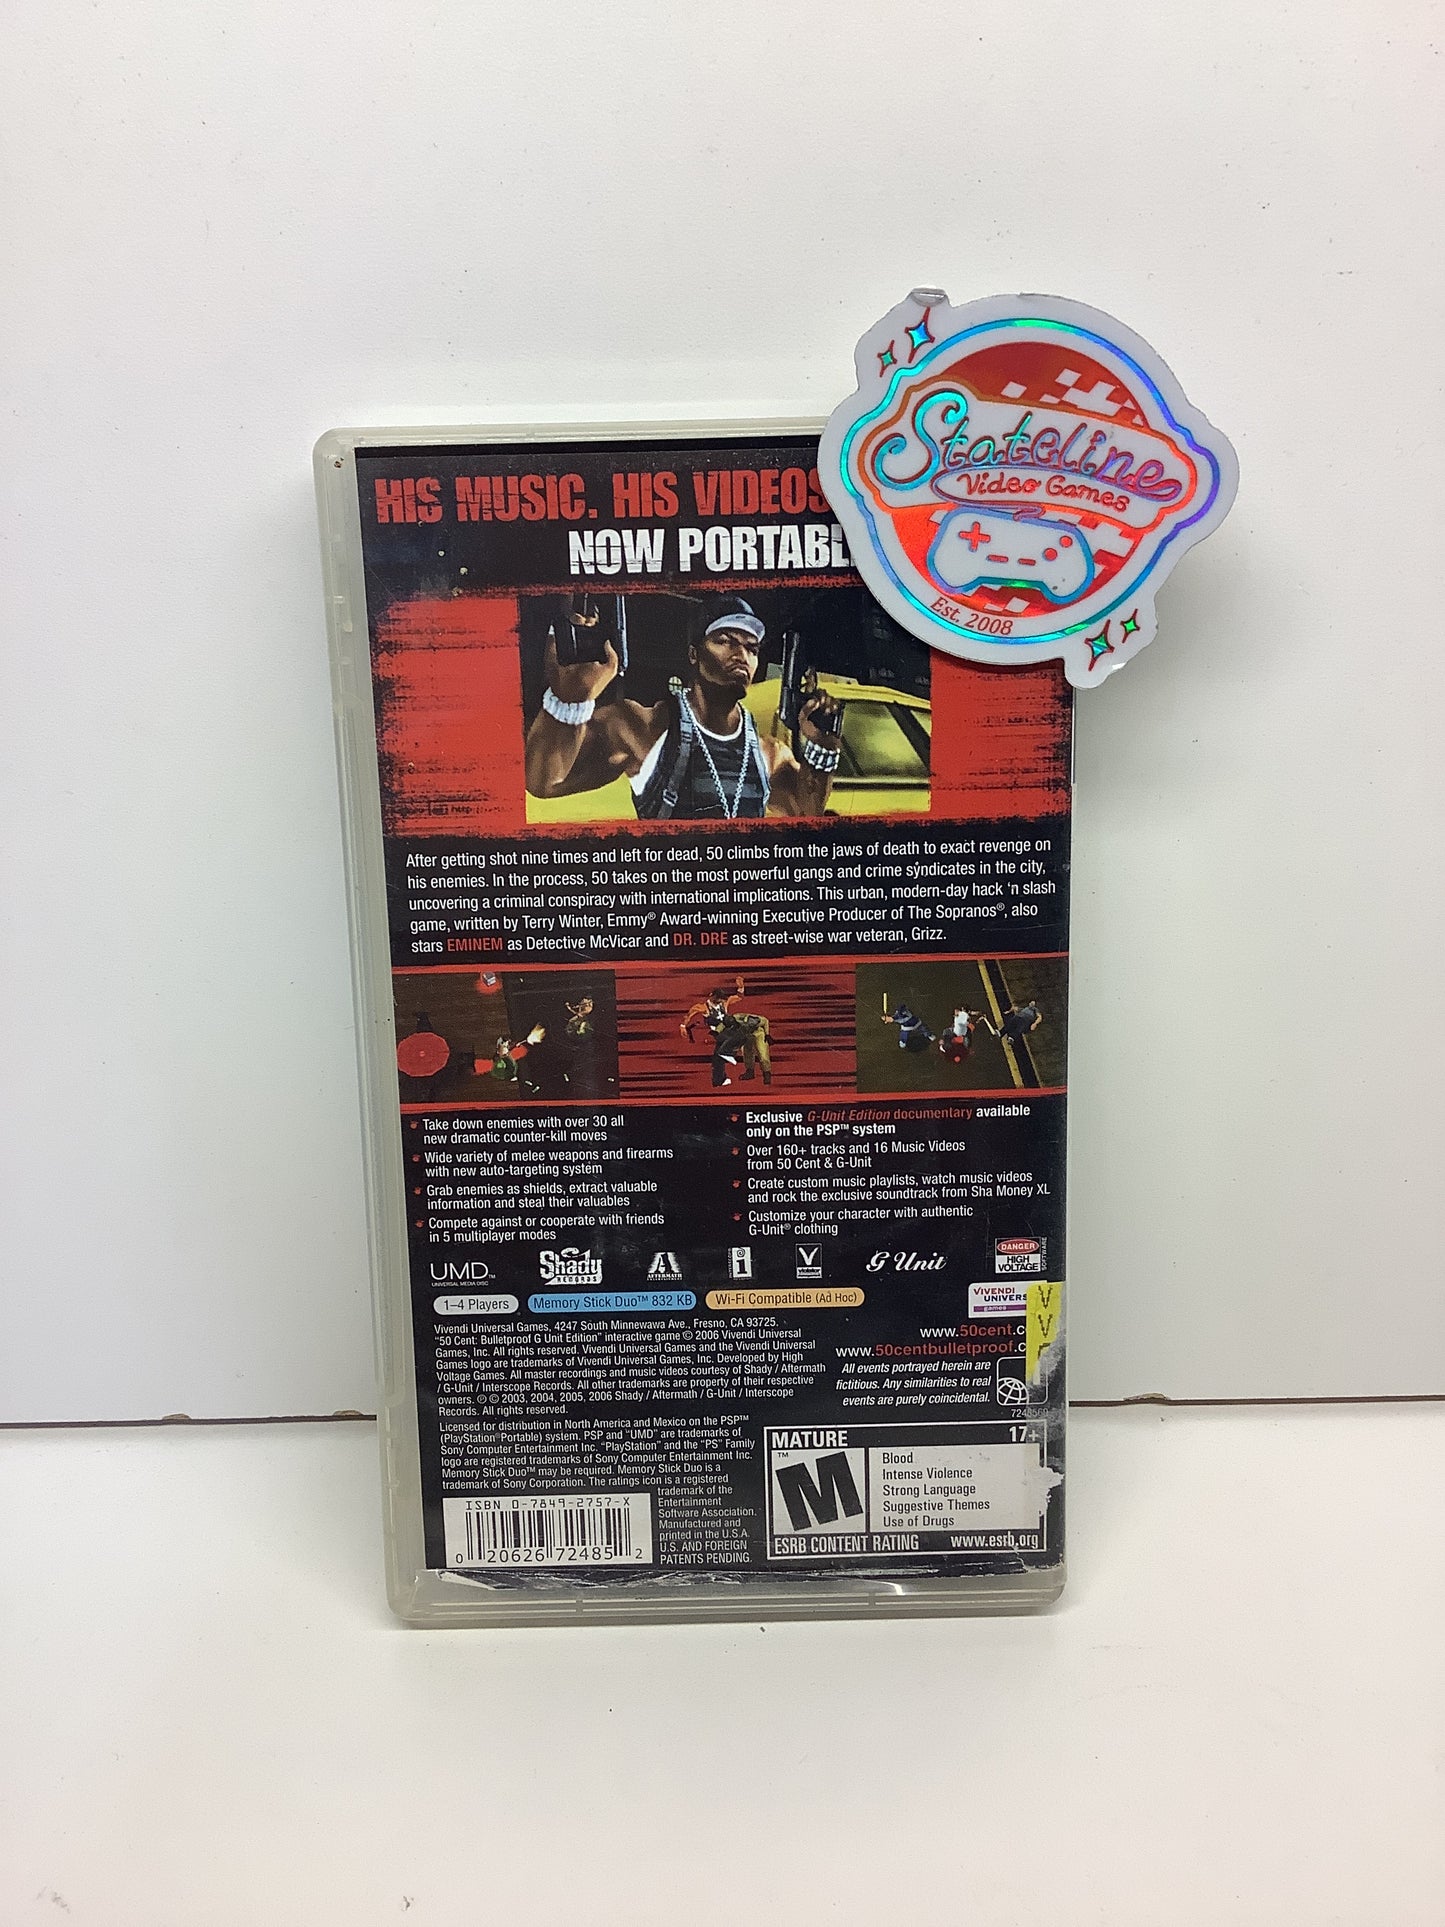 Stateline
Video Games
Est. 2008
HIS MUSIC. HIS VIDEOS
NOW PORTABL
After getting shot nine times and left for dead, 50 climbs from the jaws of death to exact revenge on
his enemies. In the process, 50 takes on the most powerful gangs and crime syndicates in the city,
uncovering a criminal conspiracy with international implications. This urban, modern-day hack 'n slash
game, written by Terry Winter, Emmy® Award-winning Executive Producer of The Sopranos®, also
stars EMINEM as Detective McVicar and DR. DRE as street-wise war veteran, Grizz.
Take down enemies with over 30 all
new dramatic counter-kill moves
Wide variety of melee weapons and firearms
with new auto-targeting system
Grab enemies as shields, extract valuable
information and steal their valuables
Compete against or cooperate with friends
in 5 multiplayer modes
Exclusive G-Unit Edition documentary available
only on the PSP™ system
Over 160+ tracks and 16 Music Videos
from 50 Cent & G-Unit
Create custom music playlists, watch music videos
and rock the exclusive soundtrack from Sha Money XL
Customize your character with authentic
G-Unit® clothing
UMD™
UNIVERSAL MEDIA DISC
Shady
RECORDS
AFTERMATH
G Unit
DANGER
HIGH
VOLTAGE
SOFTWARE
1–4 Players
Memory Stick Duo™ 832 KB
Wi-Fi Compatible (Ad Hoc)
VIVENDI
UNIVERS
games
Vivendi Universal Games, 4247 South Minnewawa Ave., Fresno, CA 93725.
"50 Cent: Bulletproof G Unit Edition" interactive game © 2006 Vivendi Universal
Games, Inc. All rights reserved. Vivendi Universal Games and the Vivendi Universal
Games logo are trademarks of Vivendi Universal Games, Inc. Developed by High
Voltage Games. All master recordings and music videos courtesy of Shady / Aftermath
/ G-Unit / Interscope Records. All other trademarks are property of their respective
owners. ℗ © 2003, 2004, 2005, 2006 Shady / Aftermath / G-Unit / Interscope
Records. All rights reserved.
www.50cent.c
www.50centbulletproof.c
All events portrayed herein are
fictitious. Any similarities to real
events are purely coincidental.
Licensed for distribution in North America and Mexico on the PSP™
(PlayStation®Portable) system. PSP and "UMD" are trademarks of
Sony Computer Entertainment Inc. "PlayStation" and the "PS" Family
logo are registered trademarks of Sony Computer Entertainment Inc.
Memory Stick Duo™ may be required. Memory Stick Duo is a
trademark of Sony Corporation. The ratings icon is a registered
trademark of the
Entertainment
Software Association.
Manufactured and
printed in the U.S.A.
U.S. AND FOREIGN
PATENTS PENDING.
ISBN 0-7849-2757-X
0 20626 72485 2
MATURE 17+
M
Blood
Intense Violence
Strong Language
Suggestive Themes
Use of Drugs
ESRB CONTENT RATING www.esrb.org